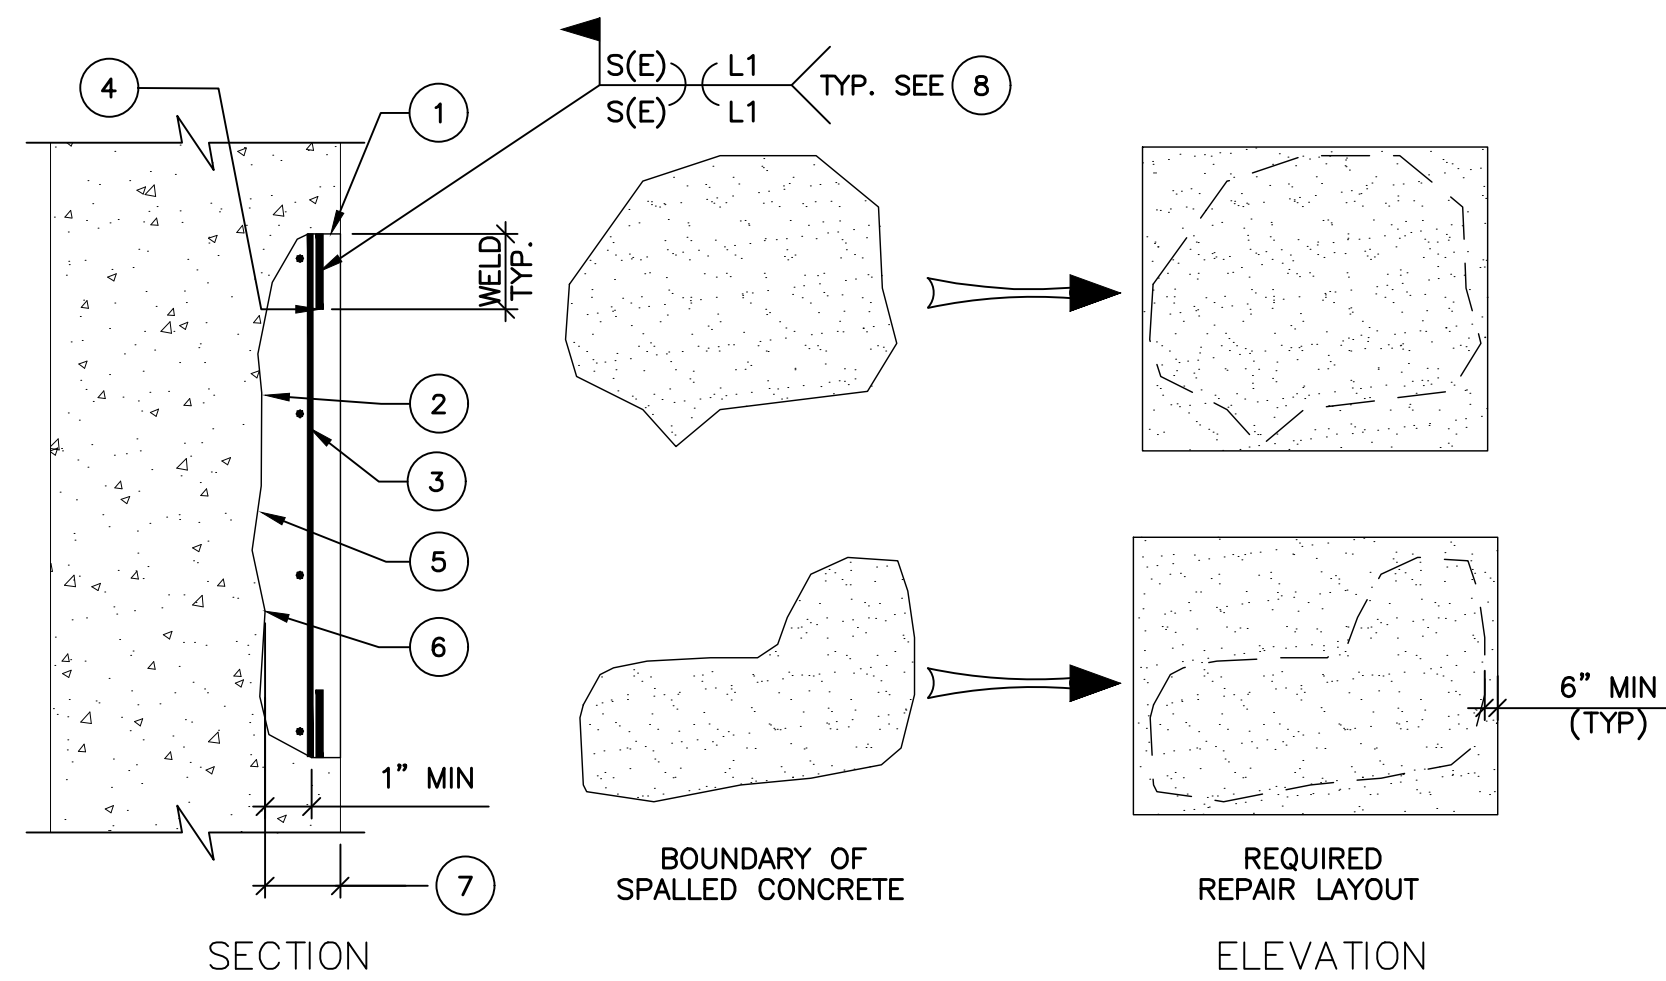 4
1
S(E) L1
S(E) L1
TYP. SEE 8
WELD
TYP.
2
3
5
6
1” MIN
7
6” MIN
(TYP)
BOUNDARY OF
SPALLED CONCRETE
REQUIRED
REPAIR LAYOUT
SECTION
ELEVATION